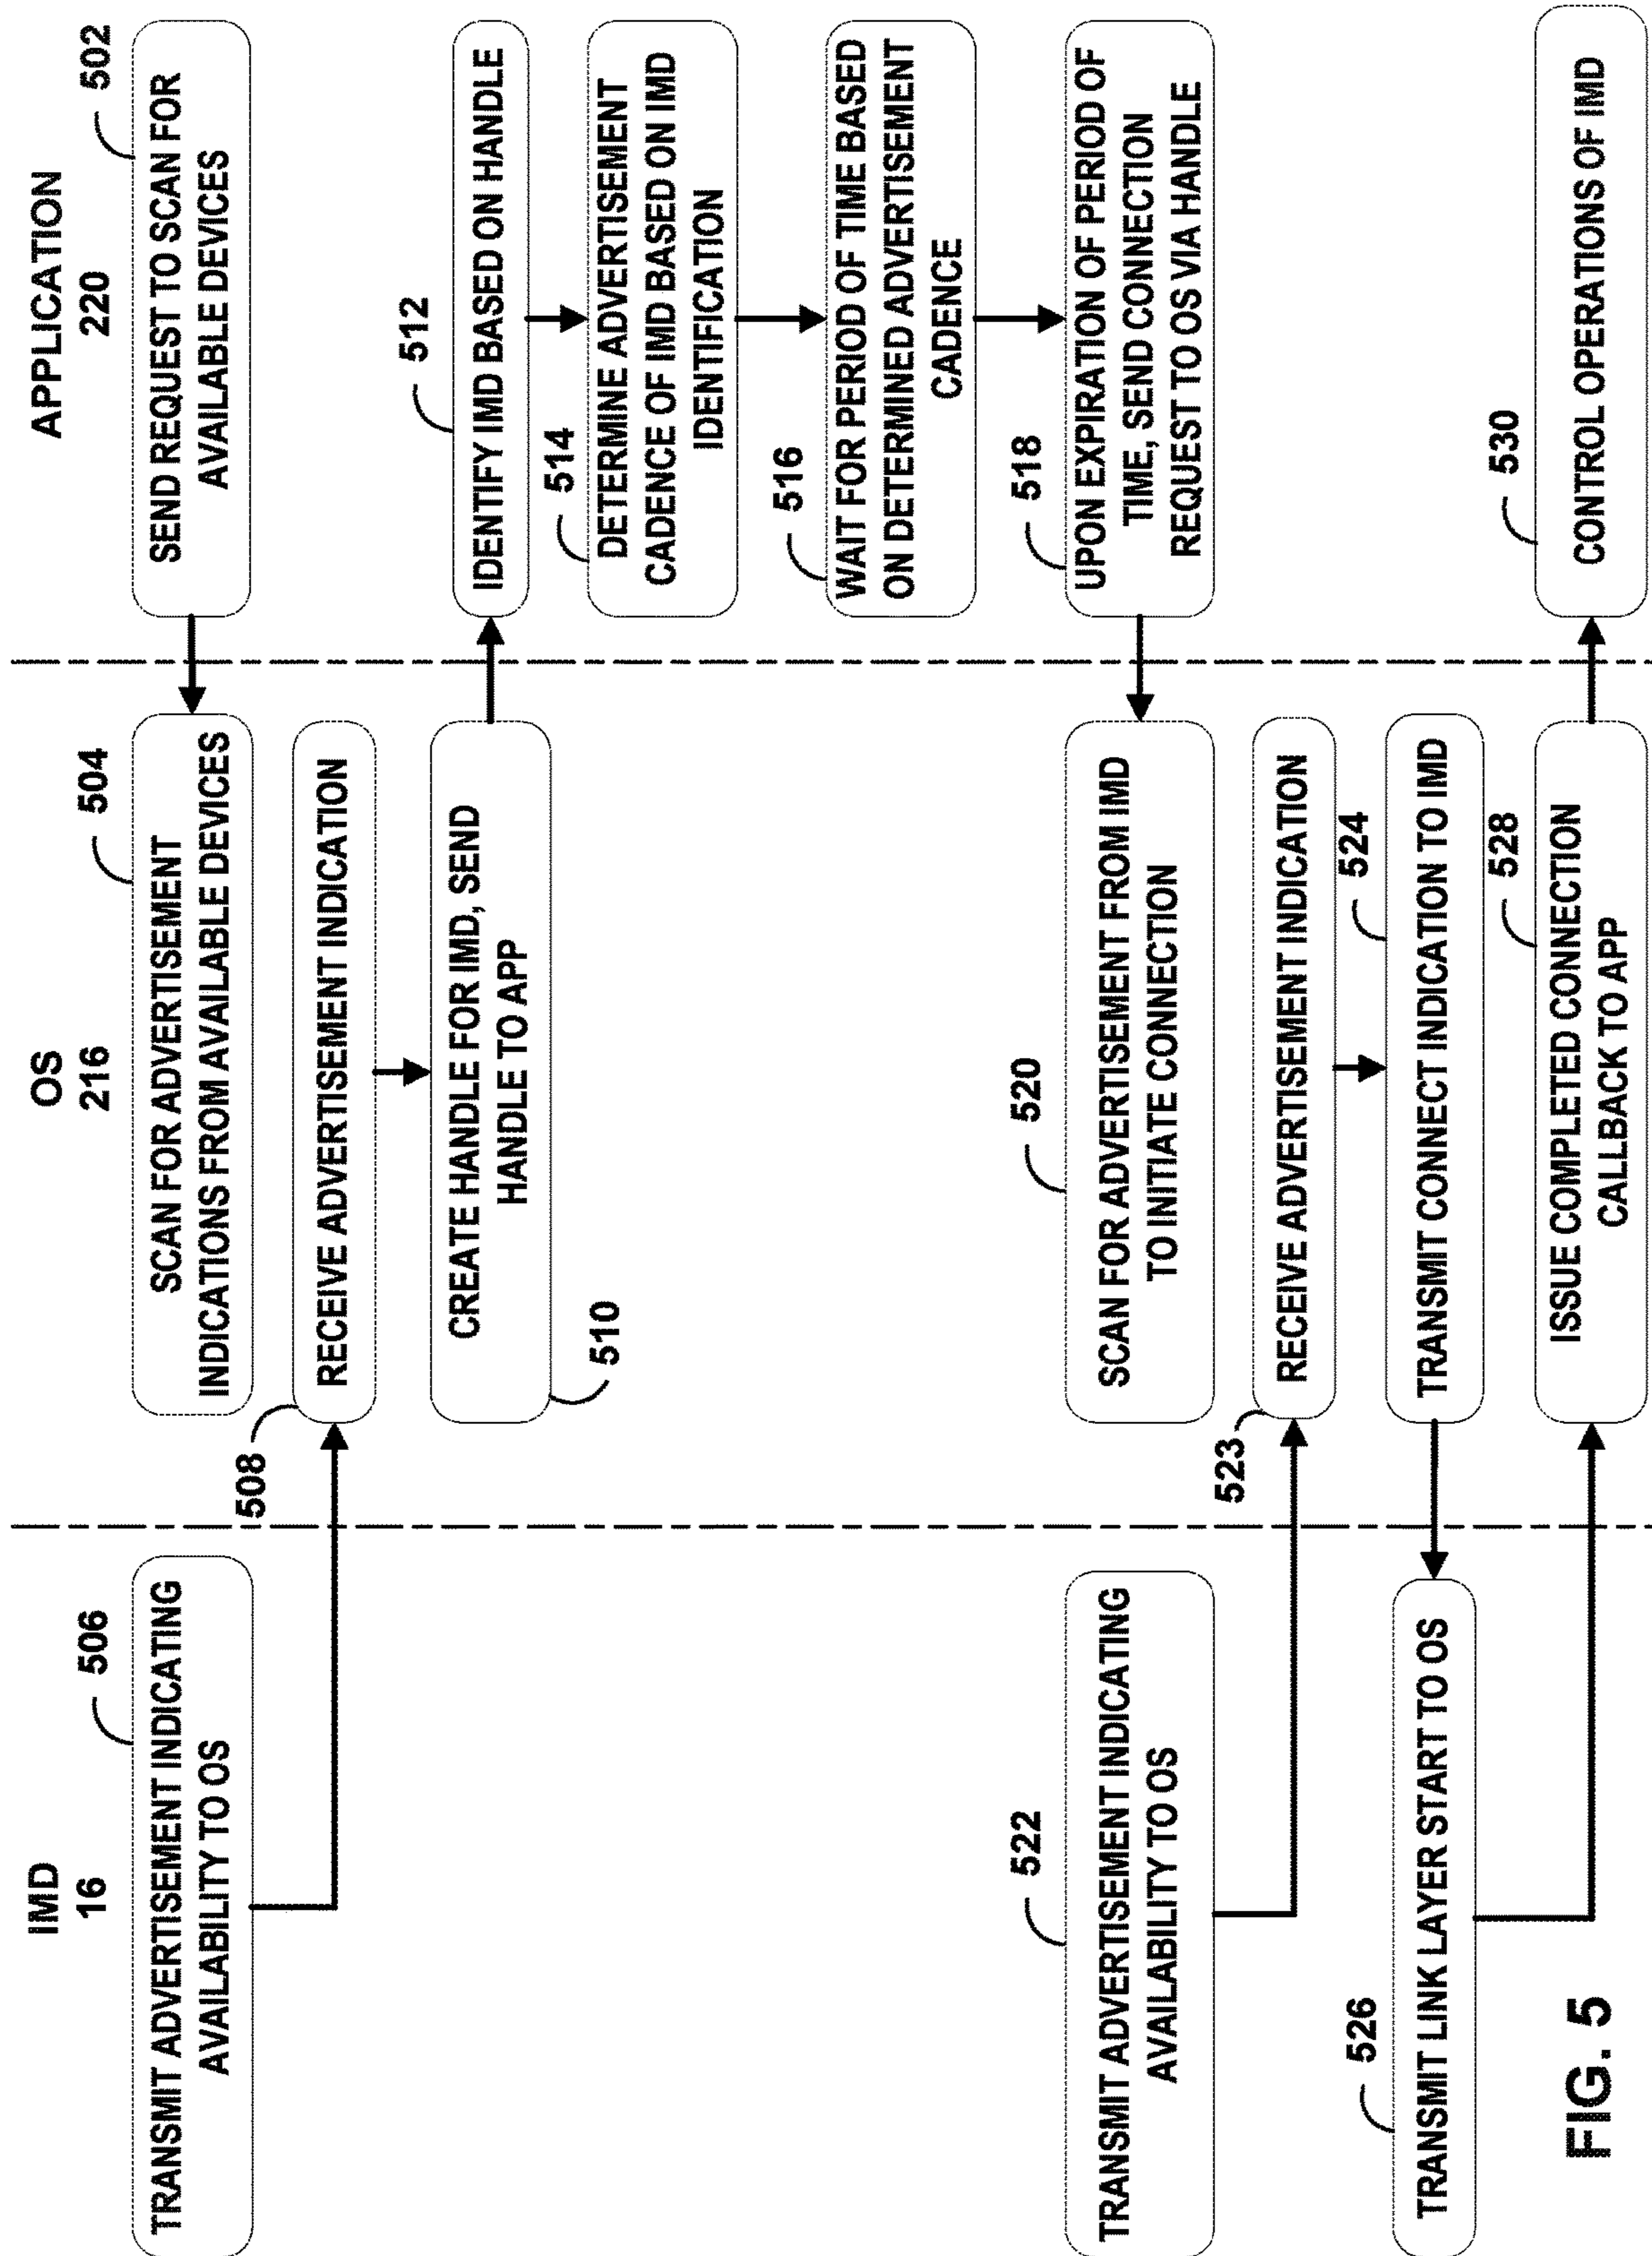 IMD
16
OS
216
APPLICATION
220
502
SEND REQUEST TO SCAN FOR
AVAILABLE DEVICES
504
SCAN FOR ADVERTISEMENT
INDICATIONS FROM AVAILABLE DEVICES
506
TRANSMIT ADVERTISEMENT INDICATING
AVAILABILITY TO OS
508
RECEIVE ADVERTISEMENT INDICATION
CREATE HANDLE FOR IMD, SEND
HANDLE TO APP
510
512
IDENTIFY IMD BASED ON HANDLE
514
DETERMINE ADVERTISEMENT
CADENCE OF IMD BASED ON IMD
IDENTIFICATION
516
WAIT FOR PERIOD OF TIME BASED
ON DETERMINED ADVERTISEMENT
CADENCE
518
UPON EXPIRATION OF PERIOD OF
TIME, SEND CONNECTION
REQUEST TO OS VIA HANDLE
520
SCAN FOR ADVERTISEMENT FROM IMD
TO INITIATE CONNECTION
522
TRANSMIT ADVERTISEMENT INDICATING
AVAILABILITY TO OS
523
RECEIVE ADVERTISEMENT INDICATION
524
TRANSMIT CONNECT INDICATION TO IMD
526
TRANSMIT LINK LAYER START TO OS
528
ISSUE COMPLETED CONNECTION
CALLBACK TO APP
530
CONTROL OPERATIONS OF IMD
FIG. 5